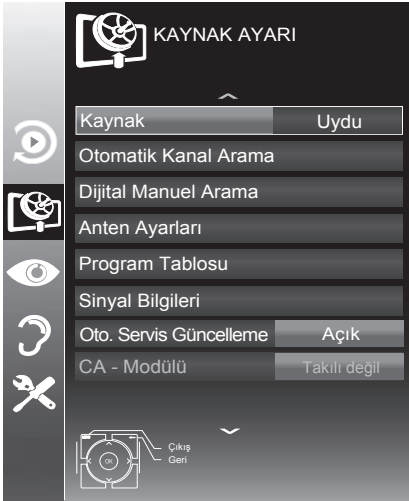 KAYNAK AYARI
Kaynak Uydu
Otomatik Kanal Arama
Dijital Manuel Arama
Anten Ayarları
Program Tablosu
Sinyal Bilgileri
Oto. Servis Güncelleme Açık
CA - Modülü Takılı değil
Çıkış
Geri
OK